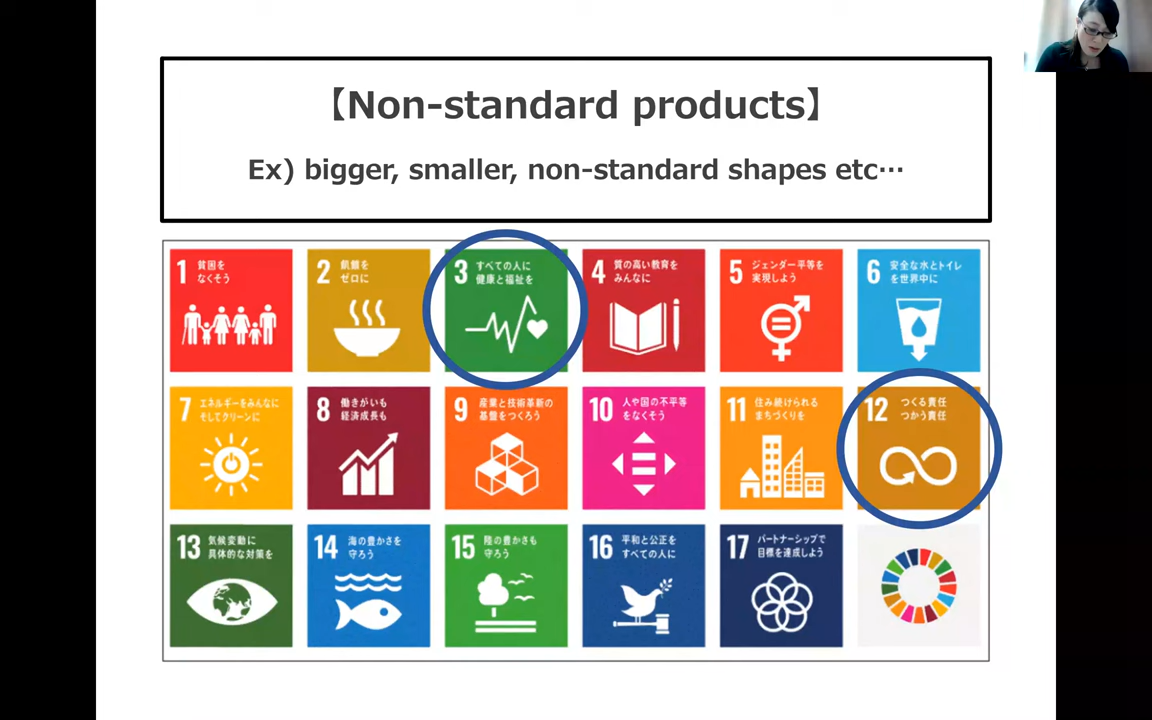 【Non-standard products】
Ex) bigger, smaller, non-standard shapes etc…
1 貧困を
なくそう
2 飢餓を
ゼロに
3 すべての人に
健康と福祉を
4 質の高い教育を
みんなに
5 ジェンダー平等を
実現しよう
6 安全な水とトイレ
を世界中に
7 エネルギーをみんなに
そしてクリーンに
8 働きがいも
経済成長も
9 産業と技術革新の
基盤をつくろう
10 人や国の不平等
をなくそう
11 住み続けられる
まちづくりを
12 つくる責任
つかう責任
13 気候変動に
具体的な対策を
14 海の豊かさを
守ろう
15 陸の豊かさも
守ろう
16 平和と公正を
すべての人に
17 パートナーシップで
目標を達成しよう